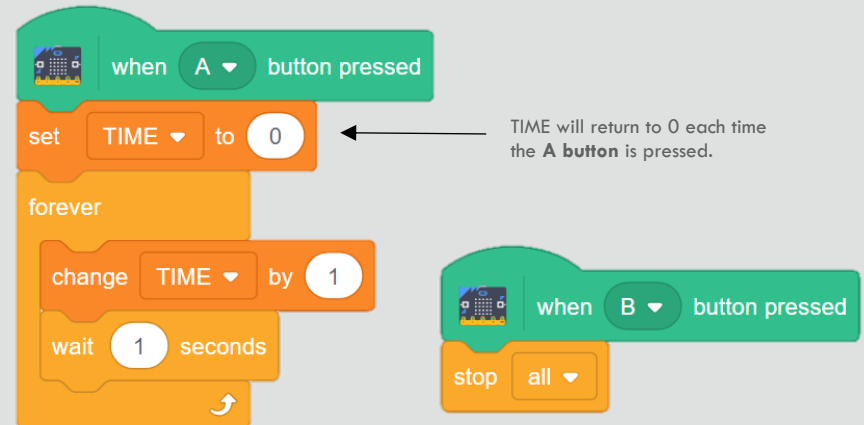 when A button pressed
set TIME to 0
TIME will return to 0 each time
the A button is pressed.
forever
change TIME by 1
wait 1 seconds
when B button pressed
stop all